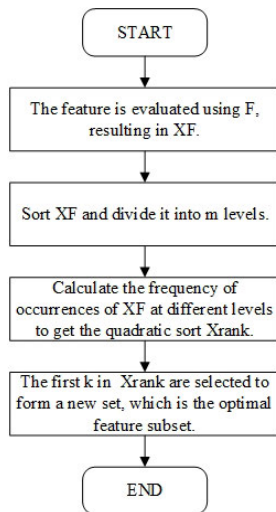 START
The feature is evaluated using F,
resulting in XF.
Sort XF and divide it into m levels.
Calculate the frequency of
occurrences of XF at different levels
to get the quadratic sort Xrank.
The first k in Xrank are selected to
form a new set, which is the optimal
feature subset.
END